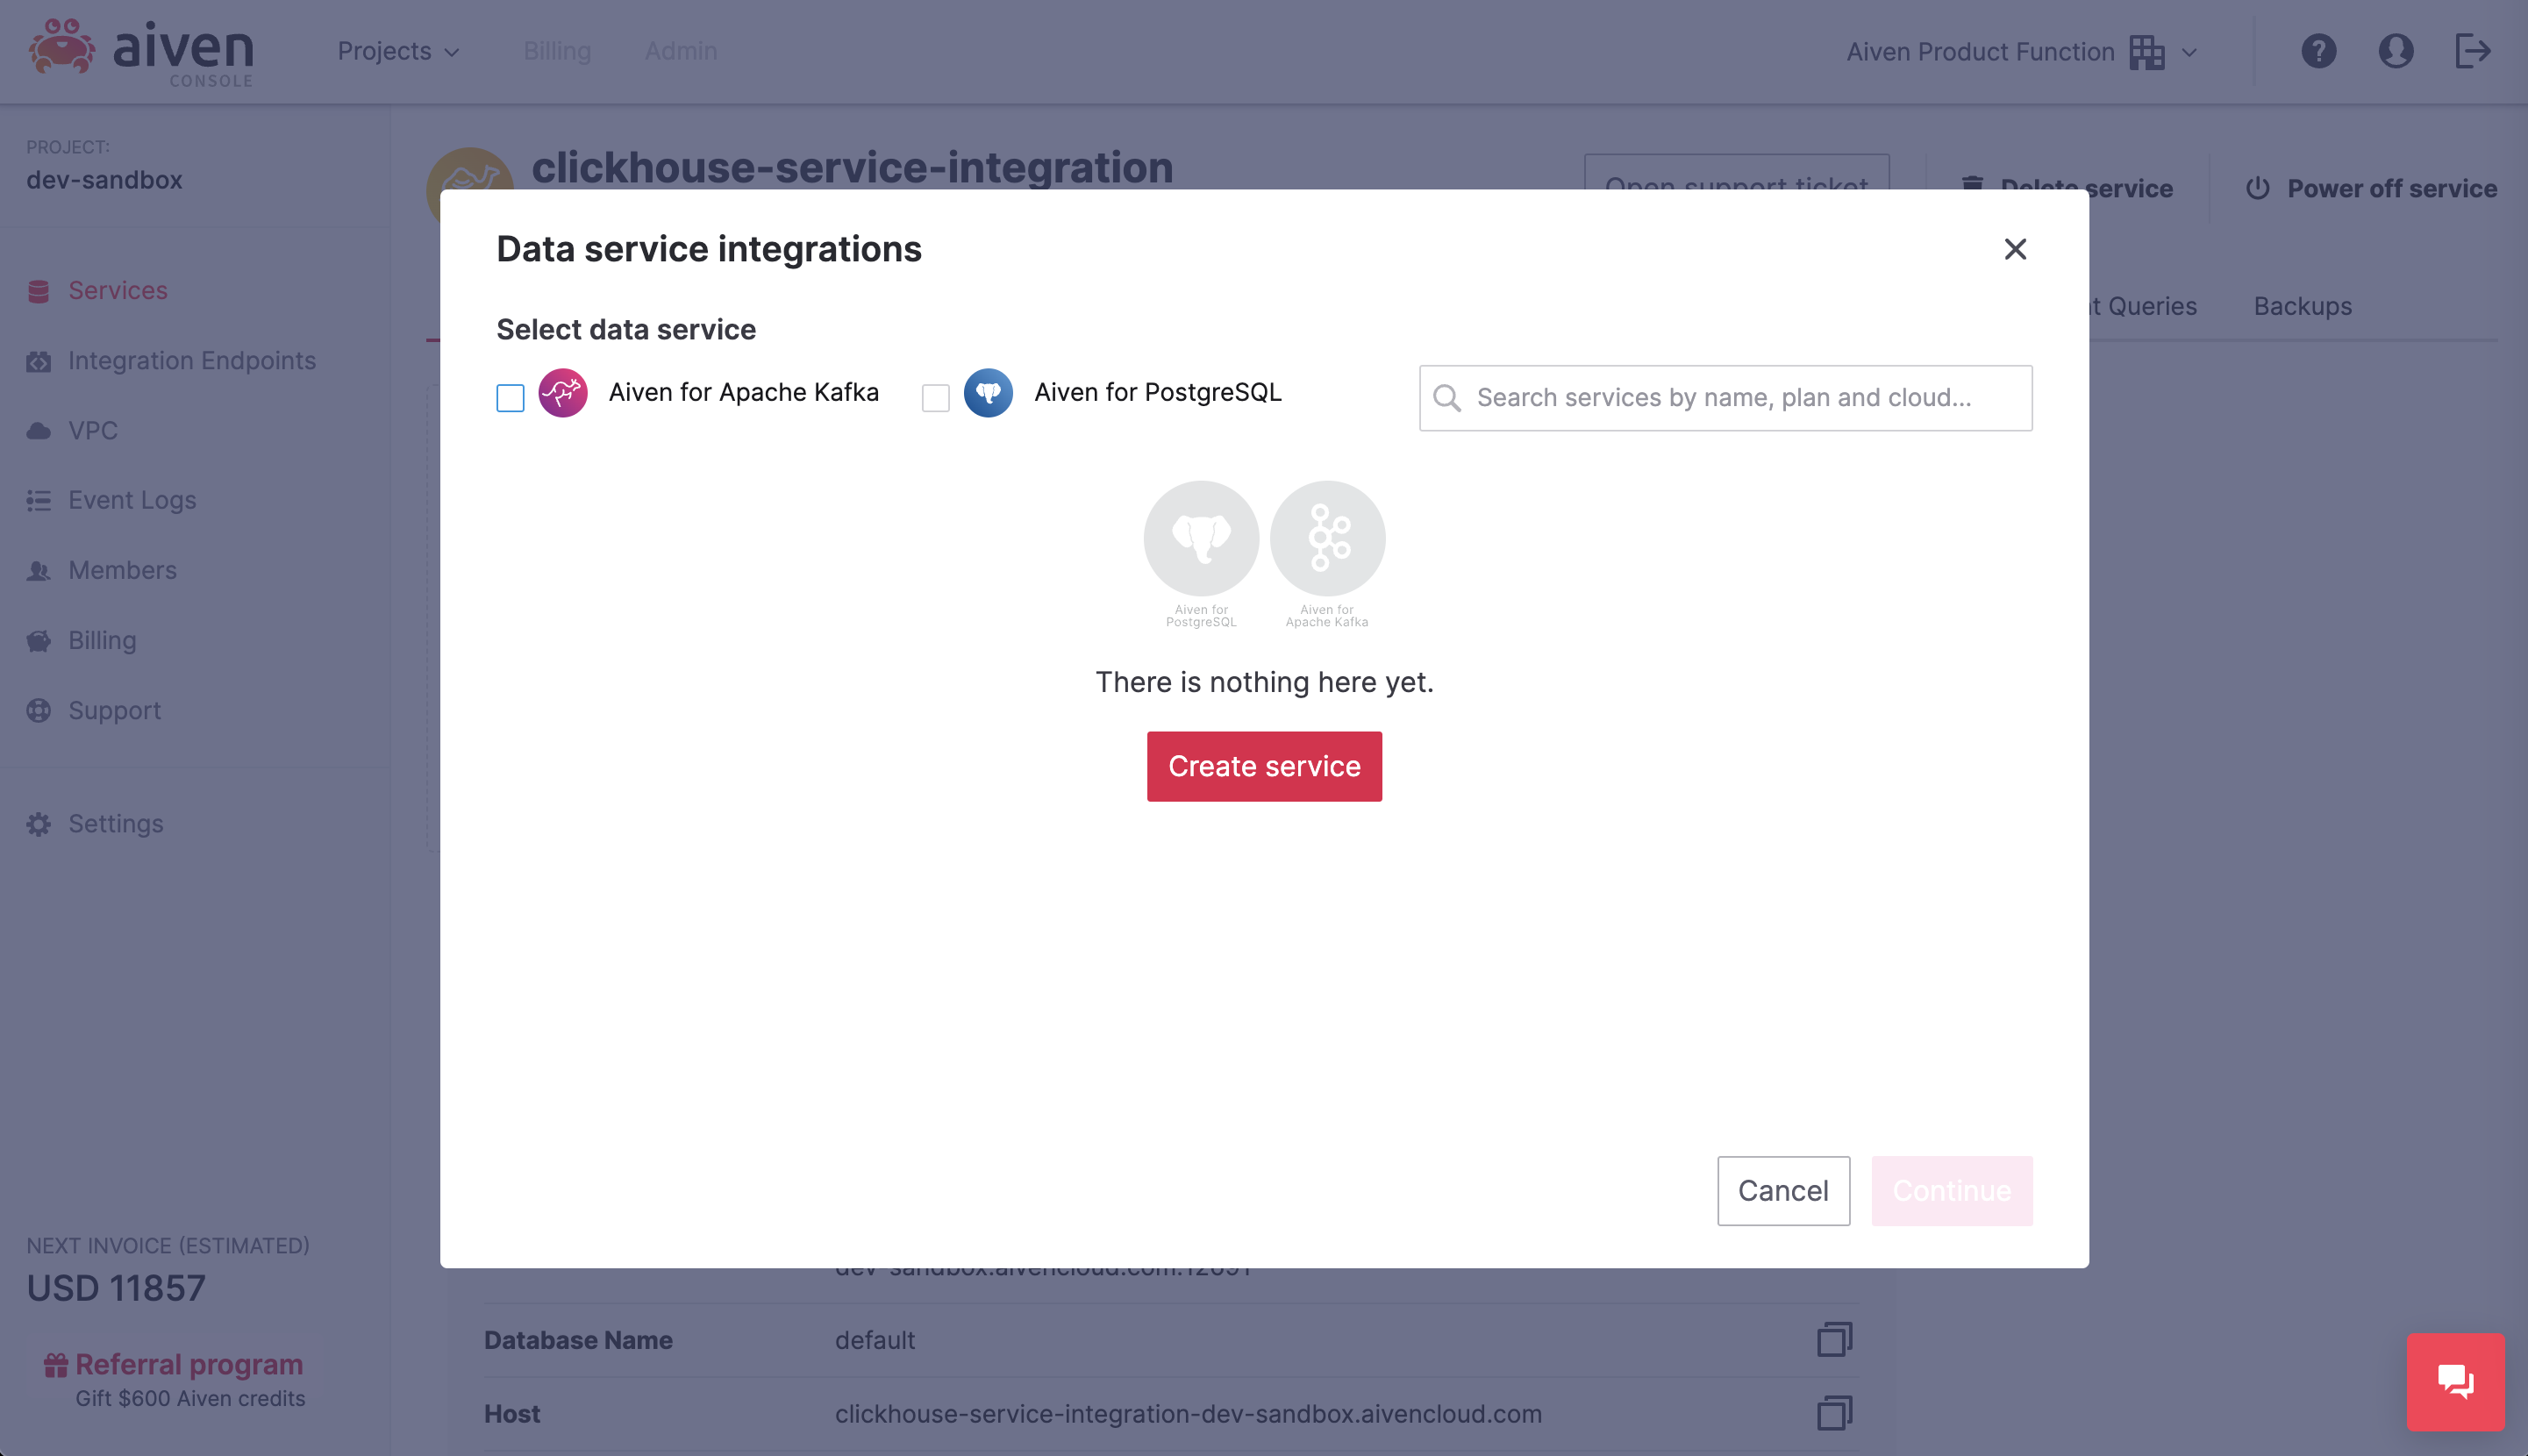 aiven
CONSOLE
Projects
Billing
Admin
Aiven Product Function
PROJECT:
dev-sandbox
Services
Integration Endpoints
VPC
Event Logs
Members
Billing
Support
Settings
NEXT INVOICE (ESTIMATED)
USD 11857
Referral program
Gift $600 Aiven credits
clickhouse-service-integration
Open support ticket
Delete service
Power off service
Queries
Backups
Data service integrations
Select data service
Aiven for Apache Kafka
Aiven for PostgreSQL
Search services by name, plan and cloud...
Aiven for
PostgreSQL
Aiven for
Apache Kafka
There is nothing here yet.
Create service
Cancel
Continue
dev-sandbox.aivencloud.com:12691
Database Name
default
Host
clickhouse-service-integration-dev-sandbox.aivencloud.com